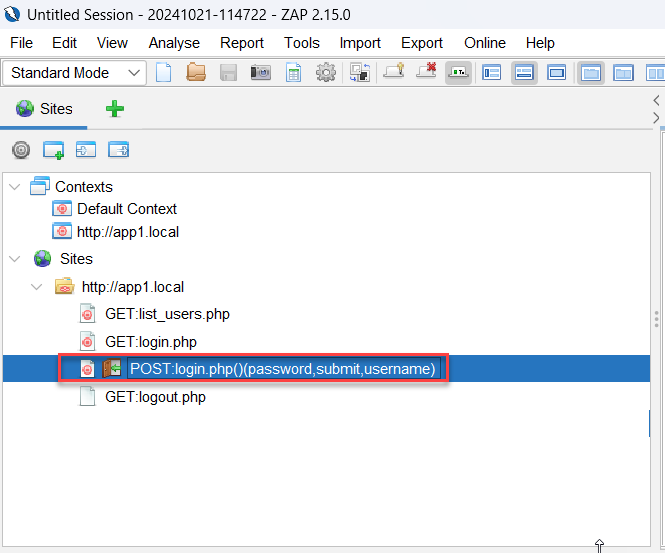 Untitled Session - 20241021-114722 - ZAP 2.15.0
File Edit View Analyse Report Tools Import Export Online Help
Standard Mode
Sites
Contexts
Default Context
http://app1.local
Sites
http://app1.local
GET:list_users.php
GET:login.php
POST:login.php()(password,submit,username)
GET:logout.php